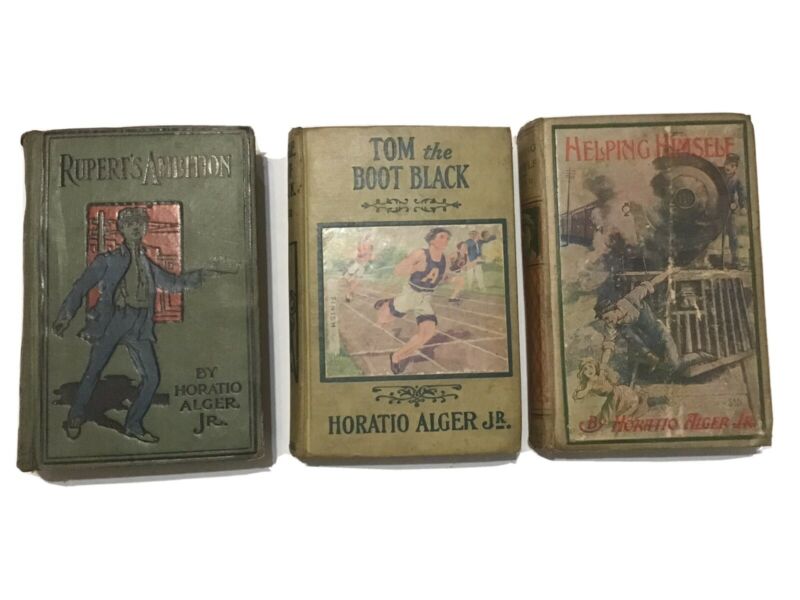 RUPERT'S AMBITION
BY
HORATIO
ALGER
JR.
TOM the
BOOT BLACK
HORATIO ALGER JR.
HELPING HIMSELF
By HORATIO ALGER JR.